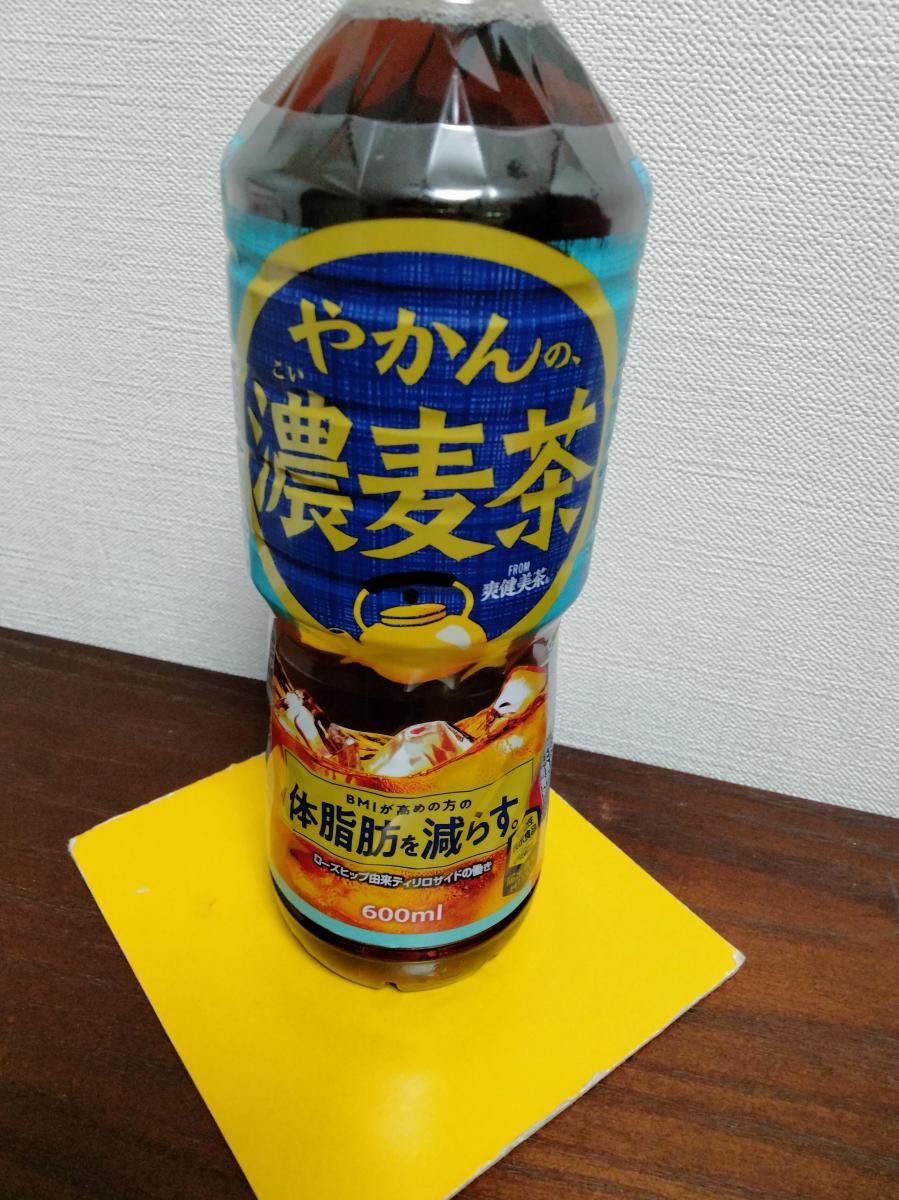 やかんの、
こい
濃麦茶
FROM
爽健美茶
BMIが高めの方の
体脂肪を減らす。
ローズヒップ由来ティリロサイドの働き
600ml